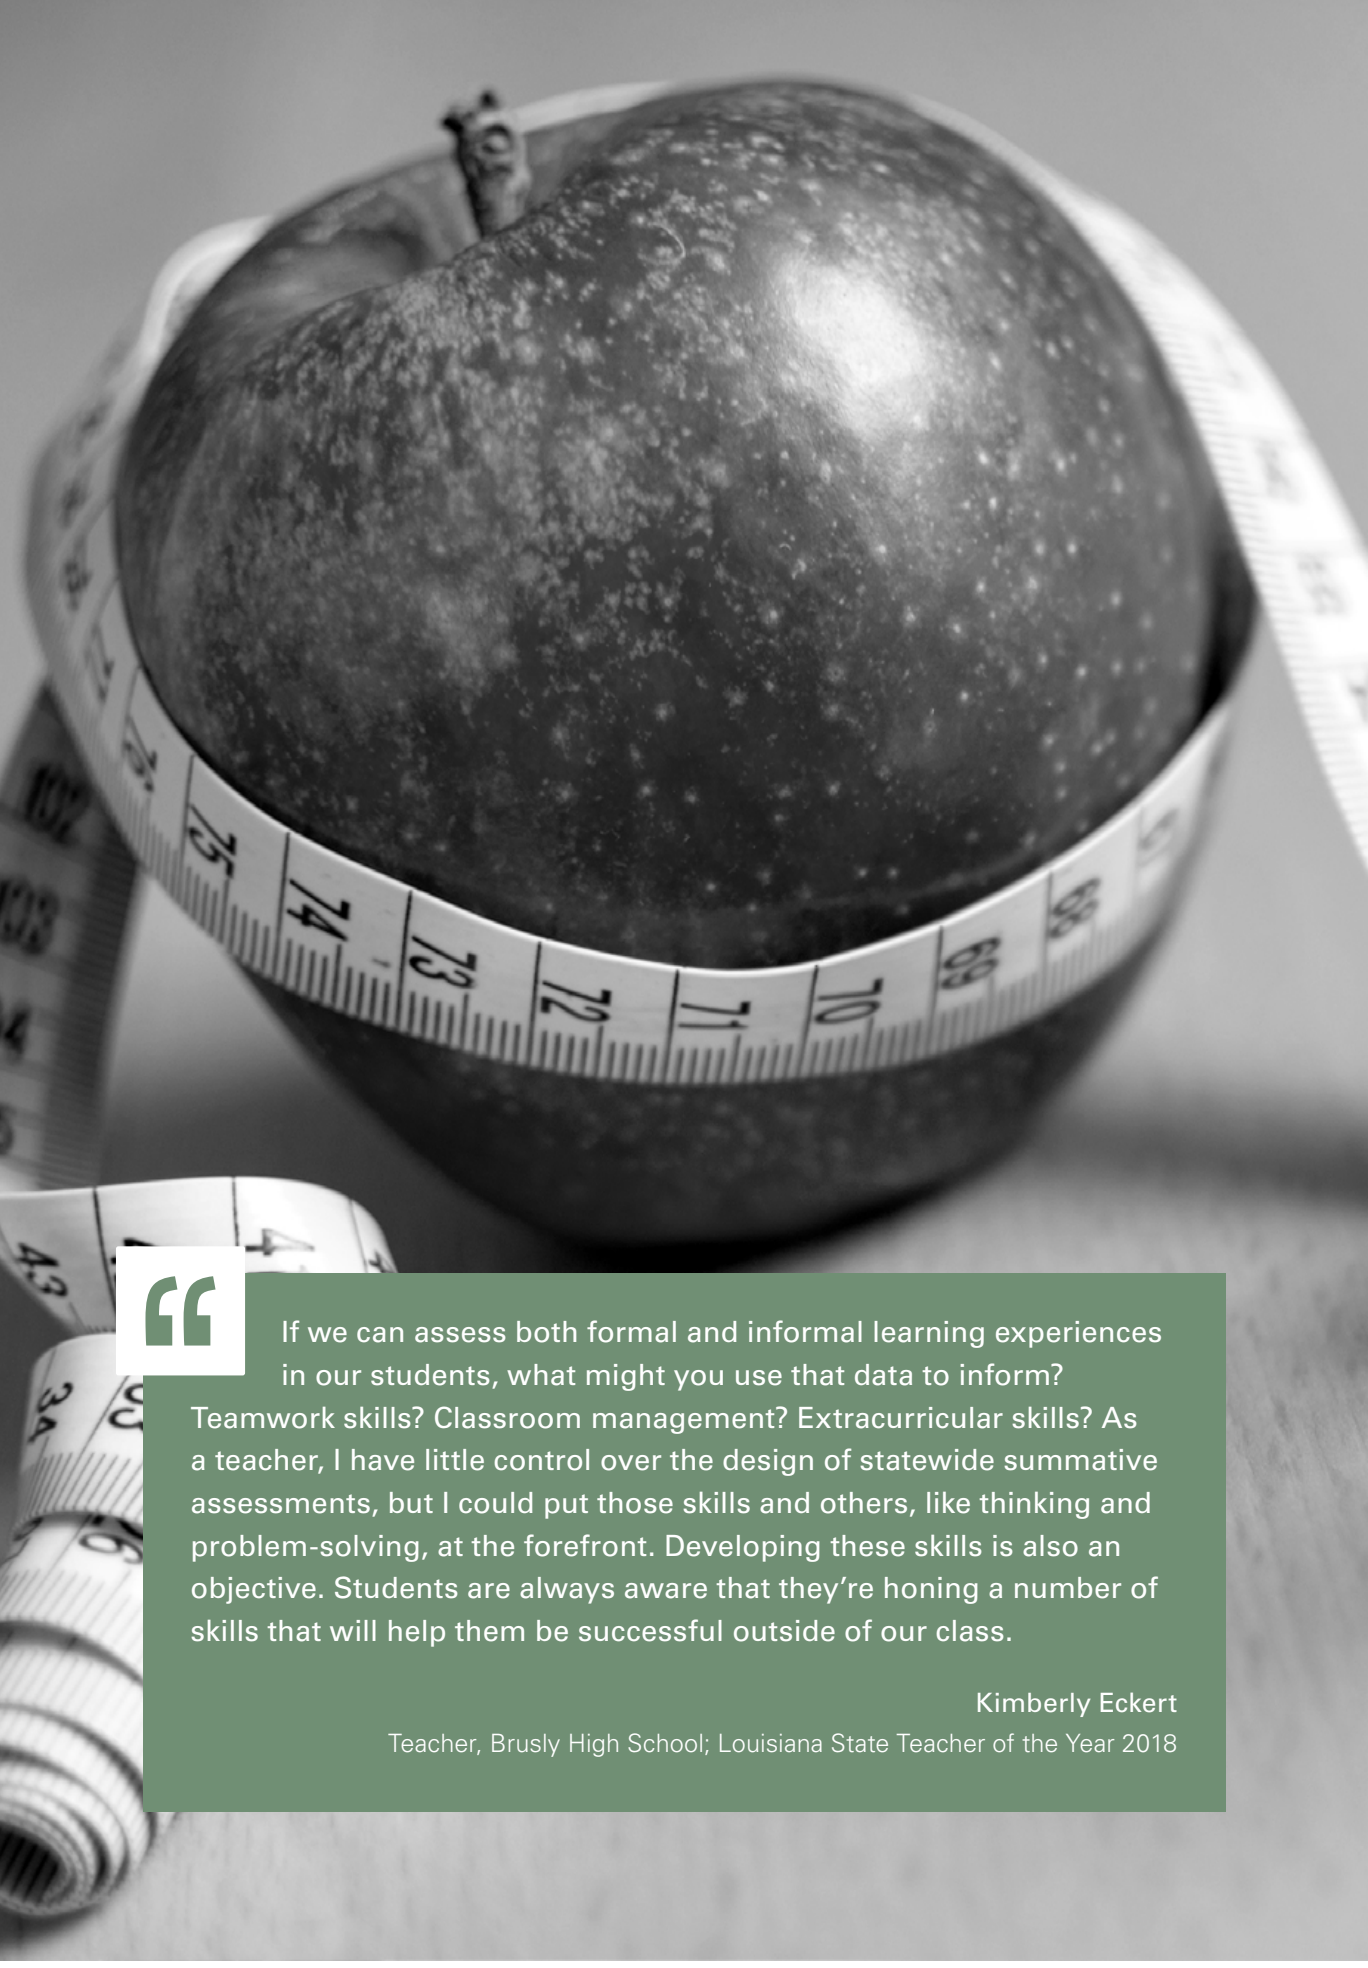 102
103
76
75
74
73
72
71
70
69
68
43
4
34
33
26
“
If we can assess both formal and informal learning experiences
in our students, what might you use that data to inform?
Teamwork skills? Classroom management? Extracurricular skills? As
a teacher, I have little control over the design of statewide summative
assessments, but I could put those skills and others, like thinking and
problem-solving, at the forefront. Developing these skills is also an
objective. Students are always aware that they’re honing a number of
skills that will help them be successful outside of our class.
Kimberly Eckert
Teacher, Brusly High School; Louisiana State Teacher of the Year 2018